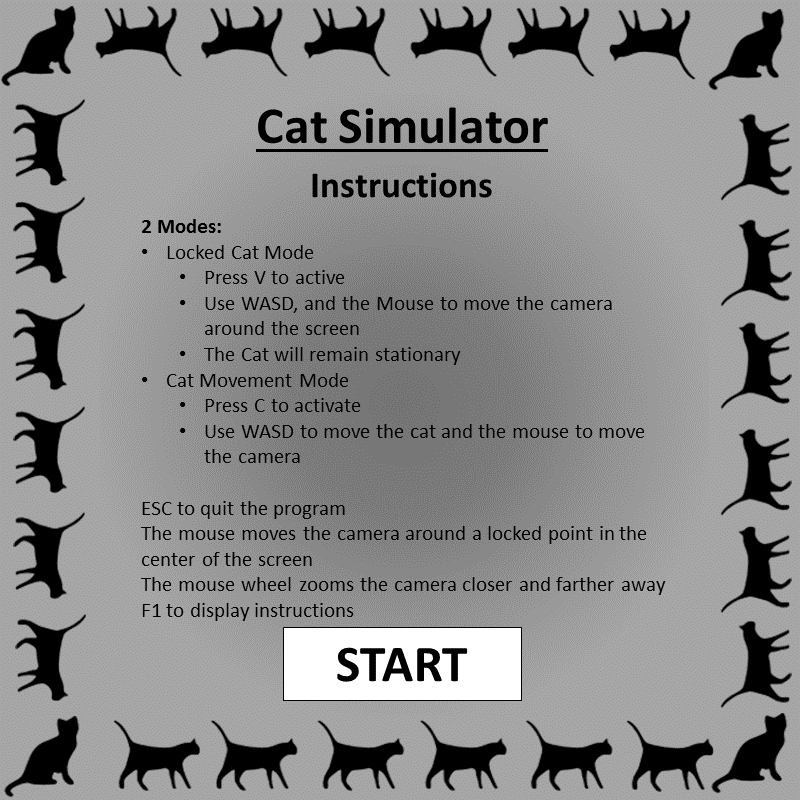 Cat Simulator
Instructions
2 Modes:
• Locked Cat Mode
• Press V to active
• Use WASD, and the Mouse to move the camera
around the screen
• The Cat will remain stationary
• Cat Movement Mode
• Press C to activate
• Use WASD to move the cat and the mouse to move
the camera
ESC to quit the program
The mouse moves the camera around a locked point in the
center of the screen
The mouse wheel zooms the camera closer and farther away
F1 to display instructions
START